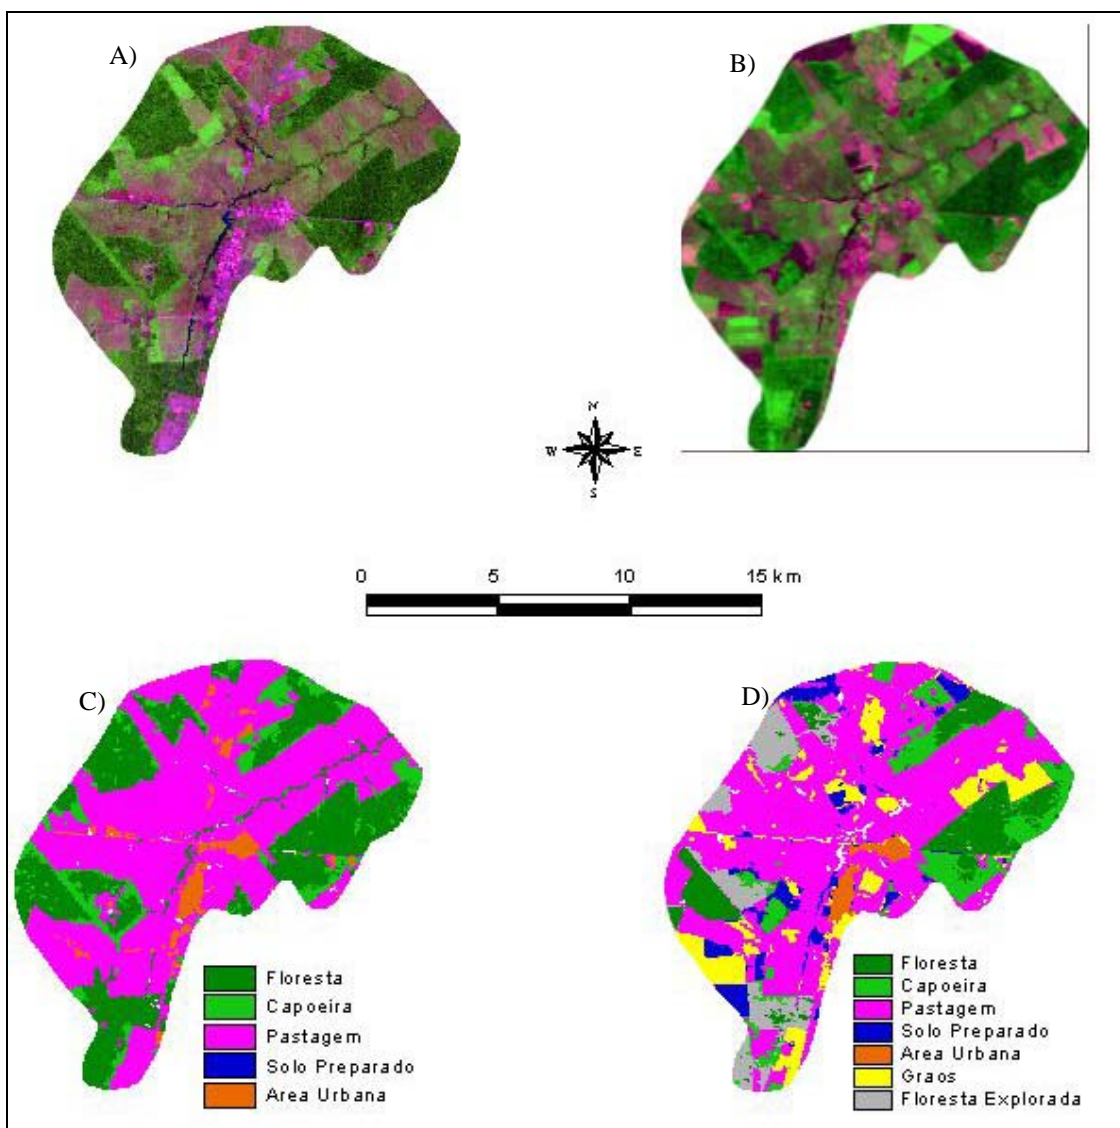 A)
B)
N
W E
S
0 5 10 15 km
C)
D)
Floresta
Capoeira
Pastagem
Solo Preparado
Area Urbana
Floresta
Capoeira
Pastagem
Solo Preparado
Area Urbana
Graos
Floresta Explorada